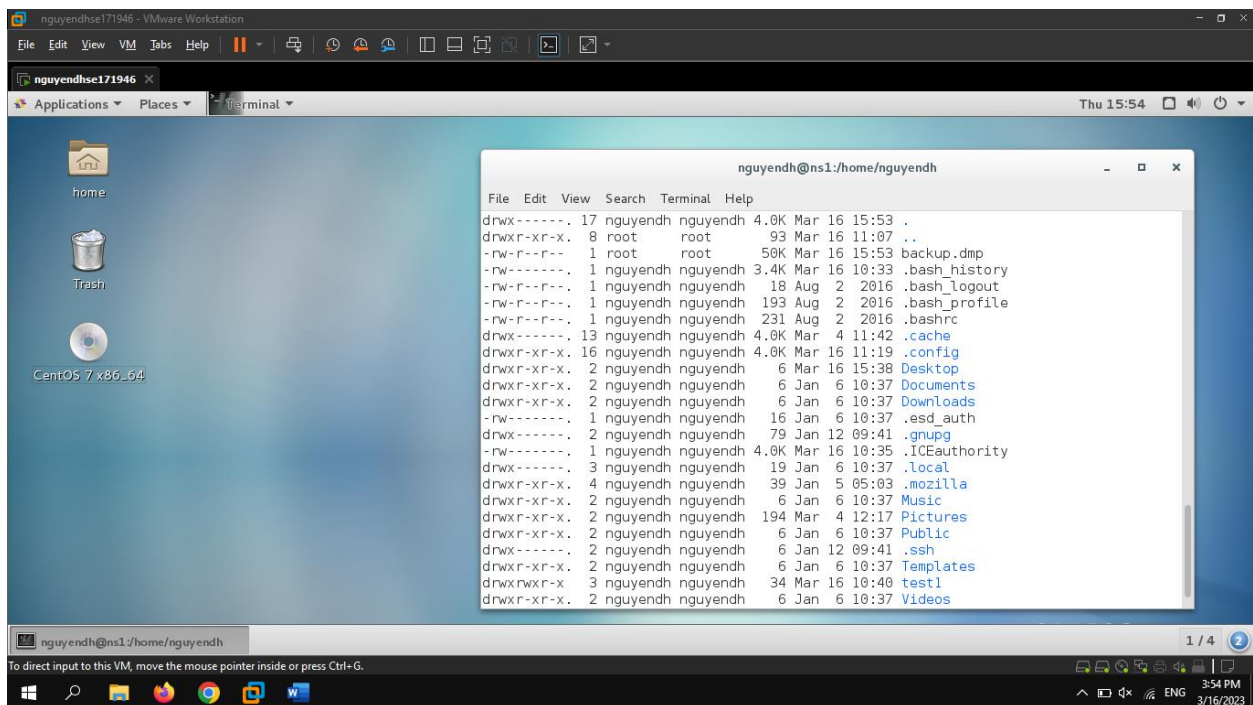 nguyendhse171946 - VMware Workstation
File Edit View VM Tabs Help
nguyendhse171946
Applications Places Terminal Thu 15:54
home
Trash
CentOS 7 x86_64
nguyendh@ns1:/home/nguyendh
File Edit View Search Terminal Help
drwx------. 17 nguyendh nguyendh 4.0K Mar 16 15:53 .
drwxr-xr-x. 8 root root 93 Mar 16 11:07 ..
-rw-r--r-- 1 root root 50K Mar 16 15:53 backup.dmp
-rw-------. 1 nguyendh nguyendh 3.4K Mar 16 10:33 .bash_history
-rw-r--r--. 1 nguyendh nguyendh 18 Aug 2 2016 .bash_logout
-rw-r--r--. 1 nguyendh nguyendh 193 Aug 2 2016 .bash_profile
-rw-r--r--. 1 nguyendh nguyendh 231 Aug 2 2016 .bashrc
drwx------. 13 nguyendh nguyendh 4.0K Mar 4 11:42 .cache
drwxr-xr-x. 16 nguyendh nguyendh 4.0K Mar 16 11:19 .config
drwxr-xr-x. 2 nguyendh nguyendh 6 Mar 16 15:38 Desktop
drwxr-xr-x. 2 nguyendh nguyendh 6 Jan 6 10:37 Documents
drwxr-xr-x. 2 nguyendh nguyendh 6 Jan 6 10:37 Downloads
-rw-------. 1 nguyendh nguyendh 16 Jan 6 10:37 .esd_auth
drwx------. 2 nguyendh nguyendh 79 Jan 12 09:41 .gnupg
-rw-------. 1 nguyendh nguyendh 4.0K Mar 16 10:35 .ICEauthority
drwx------. 3 nguyendh nguyendh 19 Jan 6 10:37 .local
drwxr-xr-x. 4 nguyendh nguyendh 39 Jan 5 05:03 .mozilla
drwxr-xr-x. 2 nguyendh nguyendh 6 Jan 6 10:37 Music
drwxr-xr-x. 2 nguyendh nguyendh 194 Mar 4 12:17 Pictures
drwxr-xr-x. 2 nguyendh nguyendh 6 Jan 6 10:37 Public
drwx------. 2 nguyendh nguyendh 6 Jan 12 09:41 .ssh
drwxr-xr-x. 2 nguyendh nguyendh 6 Jan 6 10:37 Templates
drwxrwxr-x 3 nguyendh nguyendh 34 Mar 16 10:40 test1
drwxr-xr-x. 2 nguyendh nguyendh 6 Jan 6 10:37 Videos
nguyendh@ns1:/home/nguyendh 1 / 4 2
To direct input to this VM, move the mouse pointer inside or press Ctrl+G.
ENG 3:54 PM
3/16/2023